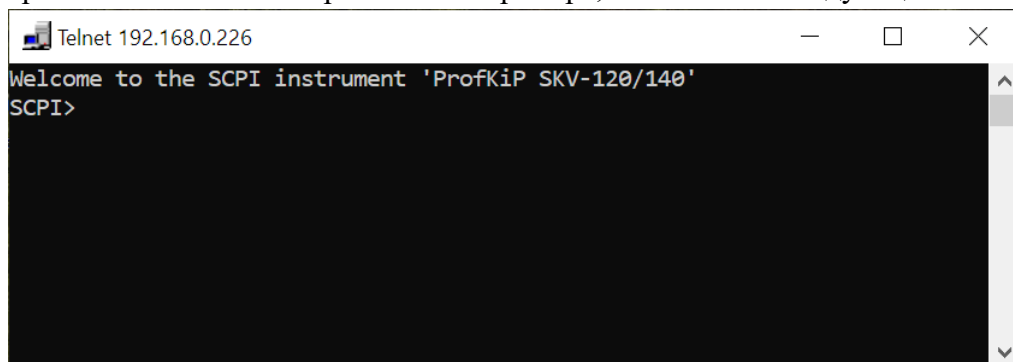 Telnet 192.168.0.226
Welcome to the SCPI instrument 'ProfKiP SKV-120/140'
SCPI>